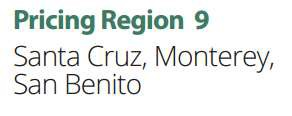 Pricing Region 9
Santa Cruz, Monterey,
San Benito